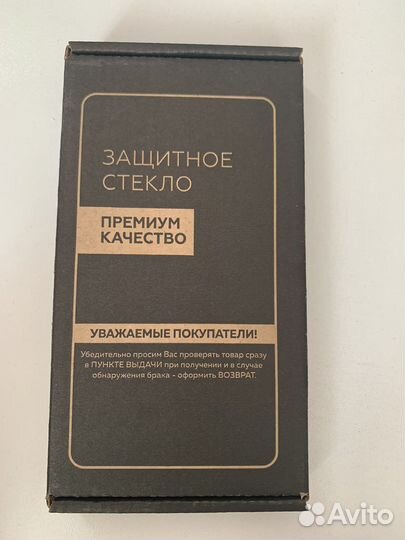 ЗАЩИТНОЕ
СТЕКЛО
ПРЕМИУМ
КАЧЕСТВО
УВАЖАЕМЫЕ ПОКУПАТЕЛИ!
Убедительно просим Вас проверять товар сразу
в ПУНКТЕ ВЫДАЧИ при получении и в случае
обнаружения брака - оформить ВОЗВРАТ.
Avito